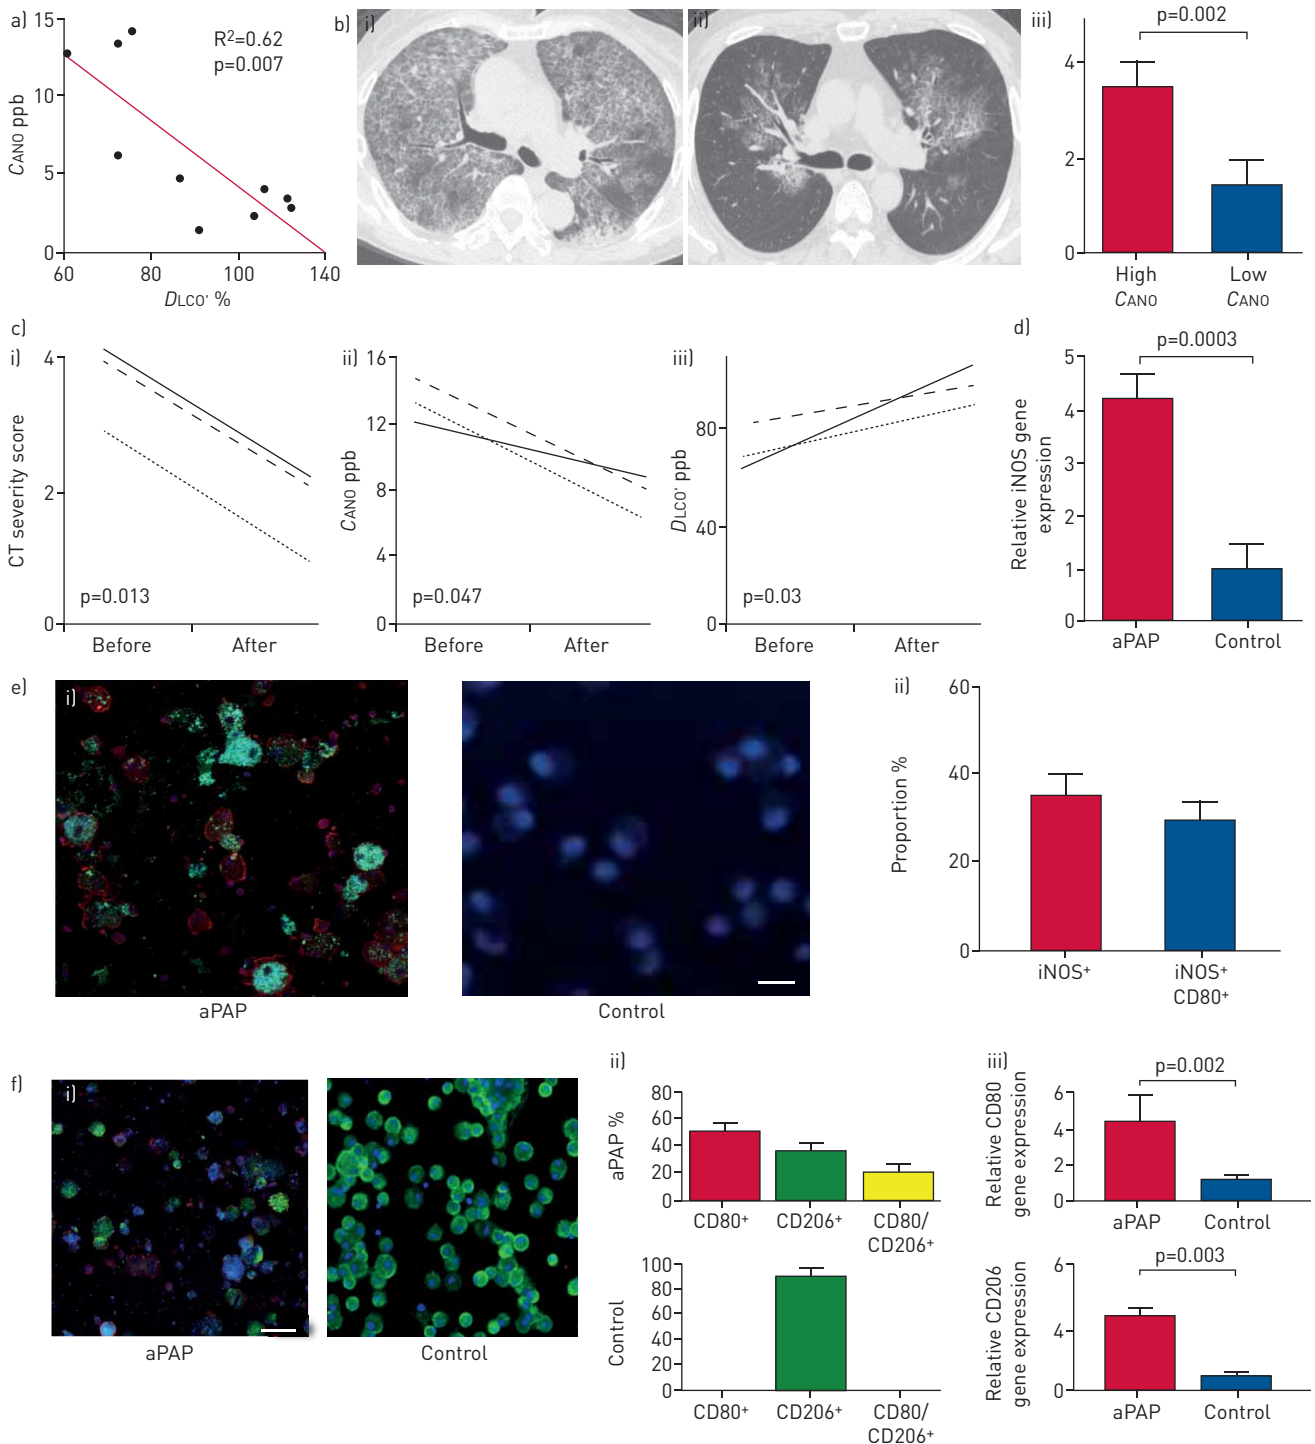 a)
15
10
5
0
60
80
100
140
CANO ppb
DLCO' %
R²=0.62
p=0.007
b)
i)
ii)
iii)
p=0.002
4
2
0
High
CANO
Low
CANO
c)
i)
4
2
0
CT severity score
p=0.013
Before
After
ii)
16
12
8
4
0
CANO ppb
p=0.047
Before
After
iii)
80
40
0
DLCO' ppb
p=0.03
Before
After
d)
p=0.0003
5
4
3
2
1
0
Relative iNOS gene
expression
aPAP
Control
e)
i)
aPAP
Control
ii)
60
40
20
0
Proportion %
iNOS+
iNOS+
CD80+
f)
i)
aPAP
Control
ii)
80
60
40
20
0
aPAP %
CD80+
CD206+
CD80/
CD206+
100
80
60
40
20
0
Control
CD80+
CD206+
CD80/
CD206+
iii)
p=0.002
6
4
2
0
Relative CD80
gene expression
aPAP
Control
p=0.003
6
4
0
Relative CD206
gene expression
aPAP
Control